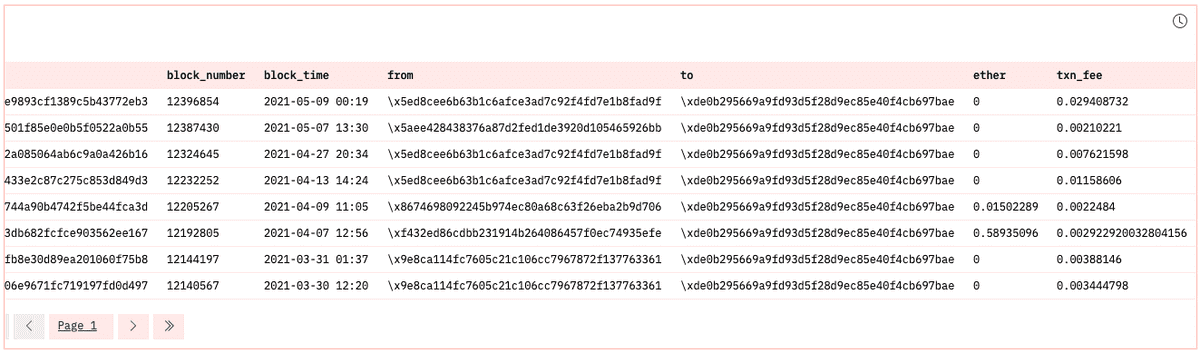 block_number block_time from to ether txn_fee
e9893cf1389c5b43772eb3 12396854 2021-05-09 00:19 \x5ed8cee6b63b1c6afce3ad7c92f4fd7e1b8fad9f \xde0b295669a9fd93d5f28d9ec85e40f4cb697bae 0 0.029408732
501f85e0e0b5f0522a0b55 12387430 2021-05-07 13:30 \x5aee428438376a87d2fed1de3920d105465926bb \xde0b295669a9fd93d5f28d9ec85e40f4cb697bae 0 0.00210221
2a085064ab6c9a0a426b16 12324645 2021-04-27 20:34 \x5ed8cee6b63b1c6afce3ad7c92f4fd7e1b8fad9f \xde0b295669a9fd93d5f28d9ec85e40f4cb697bae 0 0.007621598
433e2c87c275c853d849d3 12232252 2021-04-13 14:24 \x5ed8cee6b63b1c6afce3ad7c92f4fd7e1b8fad9f \xde0b295669a9fd93d5f28d9ec85e40f4cb697bae 0 0.01158606
744a90b4742f5be44fca3d 12205267 2021-04-09 11:05 \x8674698092245b974ec80a68c63f26eba2b9d706 \xde0b295669a9fd93d5f28d9ec85e40f4cb697bae 0.01502289 0.0022484
3db682fcfce903562ee167 12192805 2021-04-07 12:56 \xf432ed86cdbb231914b264086457f0ec74935efe \xde0b295669a9fd93d5f28d9ec85e40f4cb697bae 0.58935096 0.002922920032804156
fb8e30d89ea201060f75b8 12144197 2021-03-31 01:37 \x9e8ca114fc7605c21c106cc7967872f137763361 \xde0b295669a9fd93d5f28d9ec85e40f4cb697bae 0 0.00388146
06e9671fc719197fd0d497 12140567 2021-03-30 12:20 \x9e8ca114fc7605c21c106cc7967872f137763361 \xde0b295669a9fd93d5f28d9ec85e40f4cb697bae 0 0.003444798
Page 1